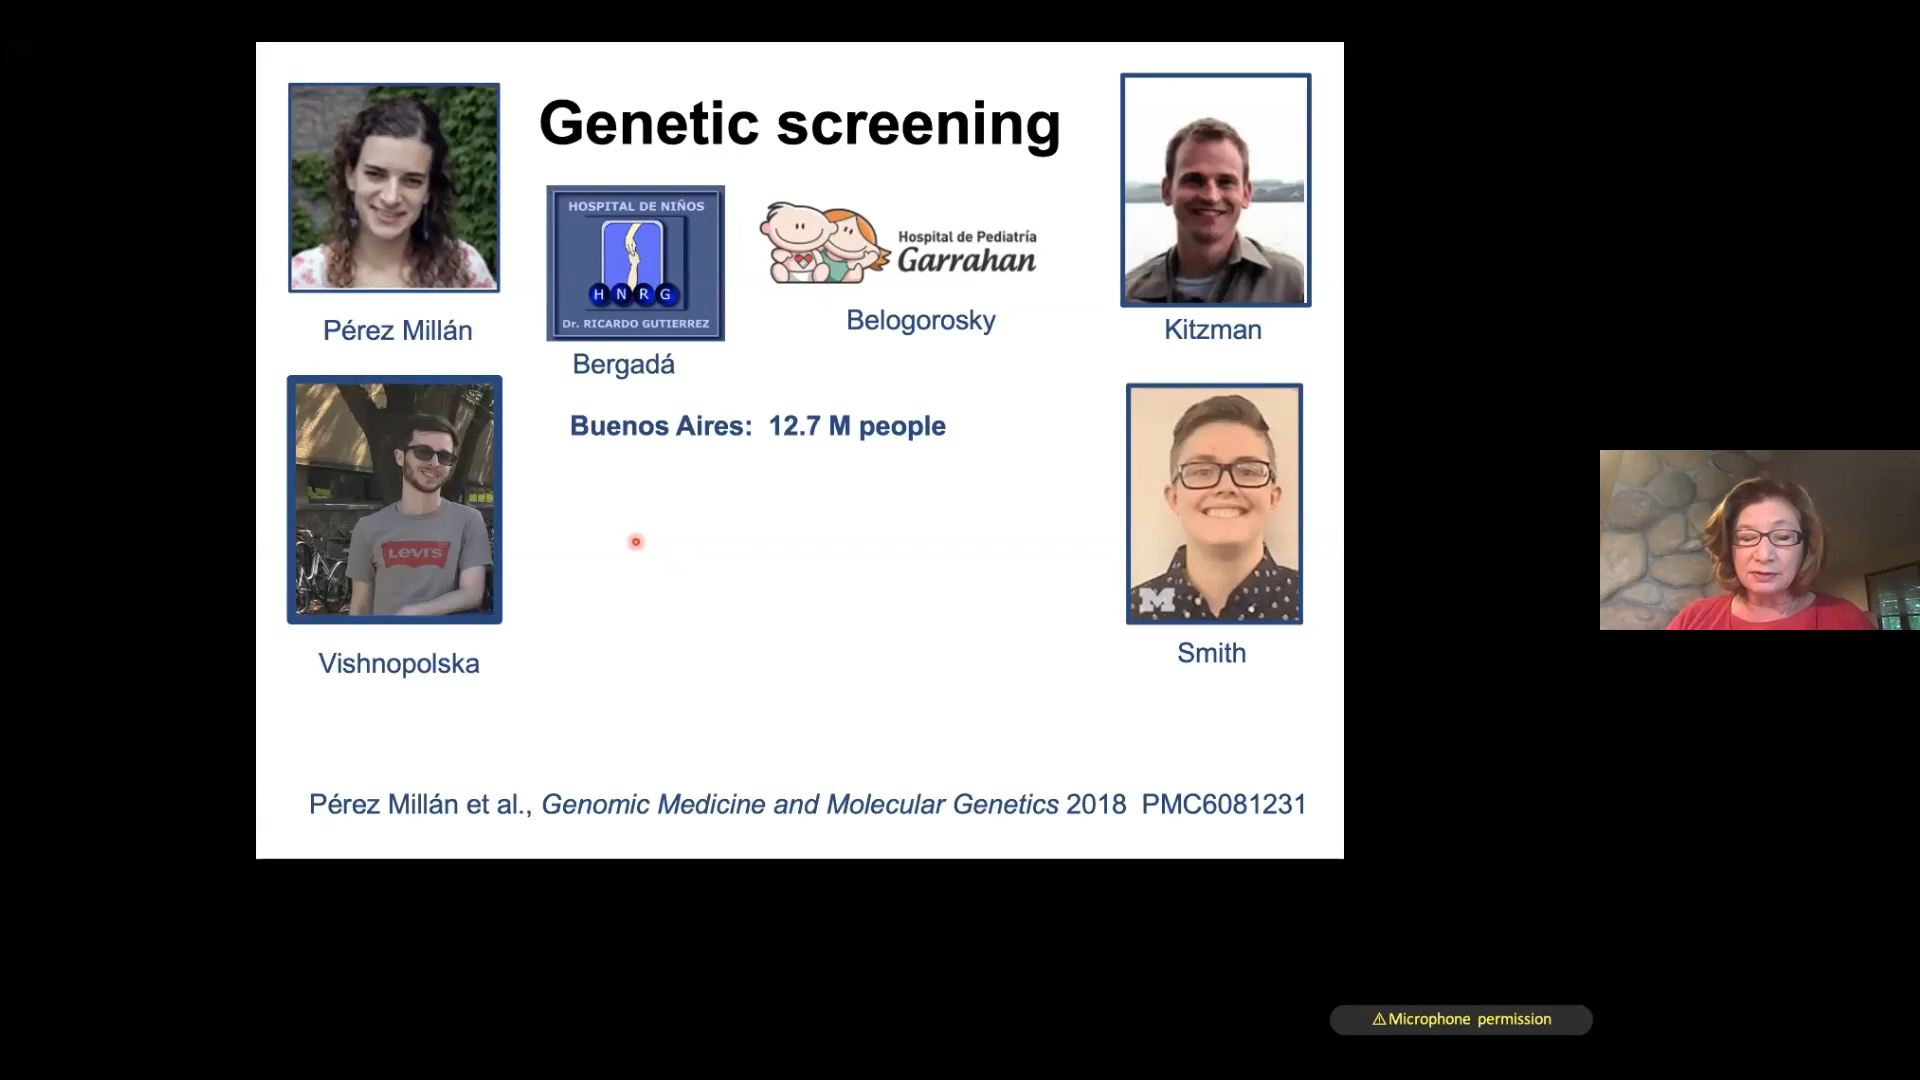 Genetic screening
HOSPITAL DE NIÑOS
H N R G
Dr. RICARDO GUTIERREZ
Hospital de Pediatría
Garrahan
Pérez Millán
Bergadá
Belogorosky
Kitzman
Buenos Aires: 12.7 M people
Levi's
M
Vishnopolska
Smith
Pérez Millán et al., Genomic Medicine and Molecular Genetics 2018 PMC6081231
⚠Microphone permission